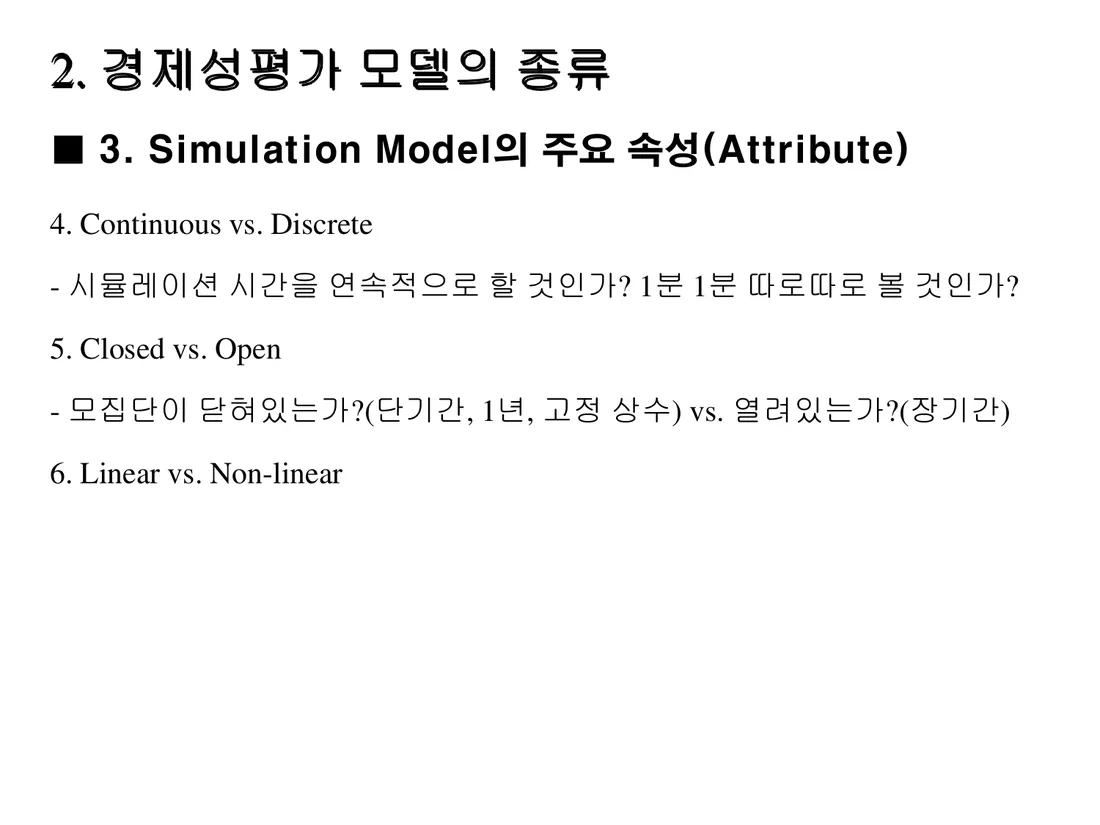 2. 경제성평가 모델의 종류
■ 3. Simulation Model의 주요 속성(Attribute)
4. Continuous vs. Discrete
- 시뮬레이션 시간을 연속적으로 할 것인가? 1분 1분 따로따로 볼 것인가?
5. Closed vs. Open
- 모집단이 닫혀있는가?(단기간, 1년, 고정 상수) vs. 열려있는가?(장기간)
6. Linear vs. Non-linear